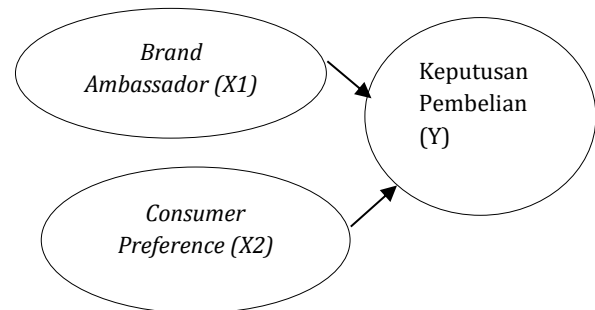 Brand
Ambassador (X1)
Keputusan
Pembelian
(Y)
Consumer
Preference (X2)